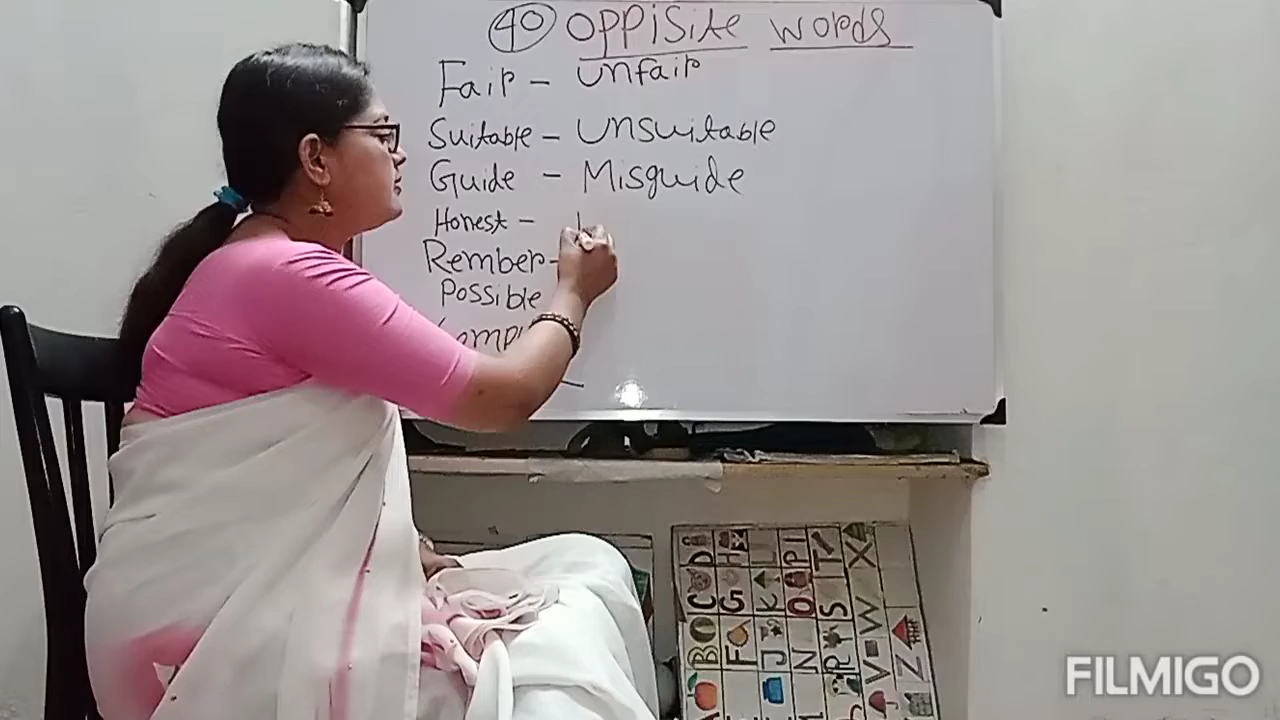 40 OPPISite words
Fair - unfair
Suitable - Unsuitable
Guide - Misguide
Honest -
Rember -
Possible
B C D
F G H
J K L
N O P I
R S T
V W X
Z
FILMIGO